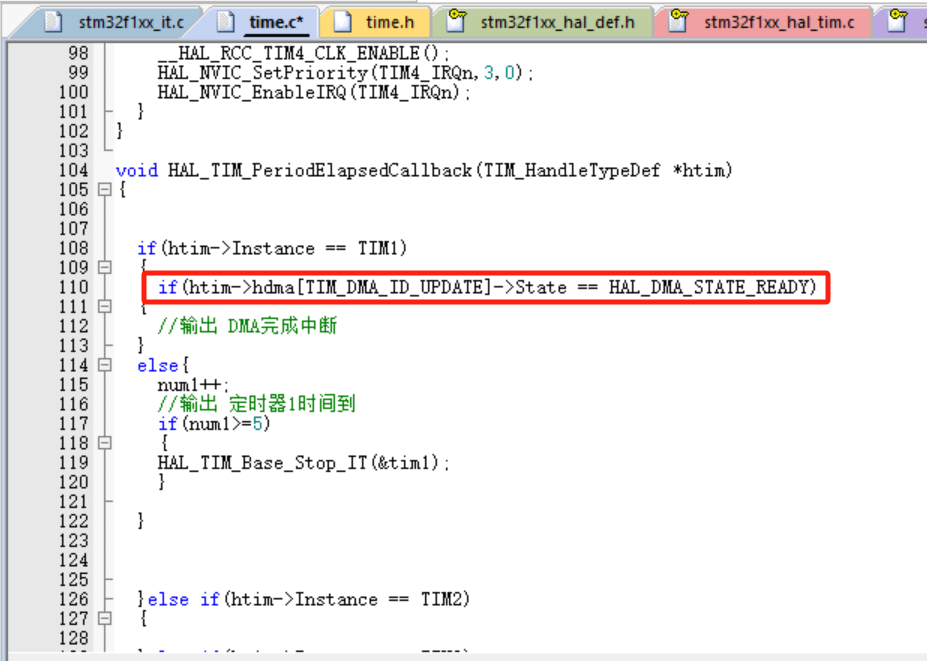 stm32f1xx_it.c time.c* time.h stm32f1xx_hal_def.h stm32f1xx_hal_tim.c
98 __HAL_RCC_TIM4_CLK_ENABLE();
99 HAL_NVIC_SetPriority(TIM4_IRQn,3,0);
100 HAL_NVIC_EnableIRQ(TIM4_IRQn);
101 }
102 }
103
104 void HAL_TIM_PeriodElapsedCallback(TIM_HandleTypeDef *htim)
105 {
106
107
108 if(htim->Instance == TIM1)
109 {
110 if(htim->hdma[TIM_DMA_ID_UPDATE]->State == HAL_DMA_STATE_READY)
111 {
112 //输出 DMA完成中断
113 }
114 else{
115 num1++;
116 //输出 定时器1时间到
117 if(num1>=5)
118 {
119 HAL_TIM_Base_Stop_IT(&tim1);
120 }
121
122 }
123
124
125
126 }else if(htim->Instance == TIM2)
127 {
128